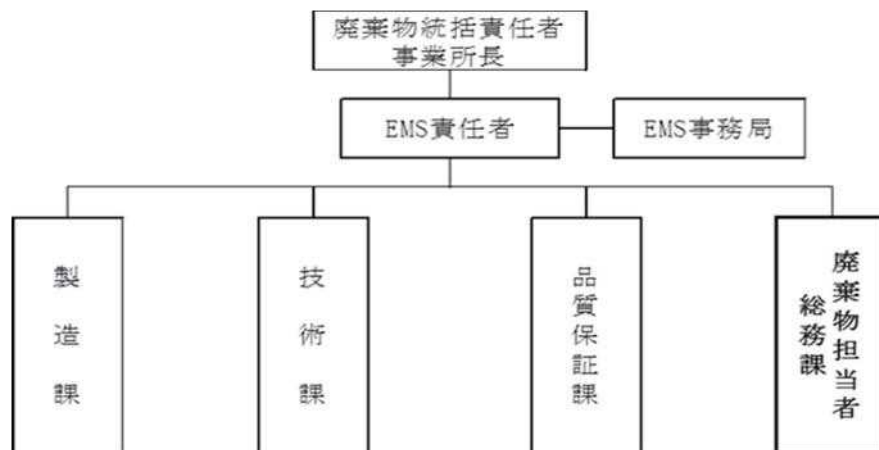 廃棄物統括責任者
事業所長
EMS責任者
EMS事務局
製造課
技術課
品質保証課
廃棄物担当者
総務課